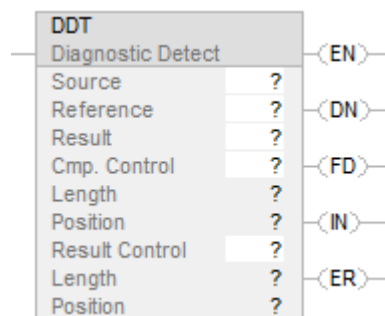 DDT
Diagnostic Detect (EN)
Source ?
Reference ? (DN)
Result ?
Cmp. Control ? (FD)
Length ?
Position ? (IN)
Result Control ?
Length ? (ER)
Position ?